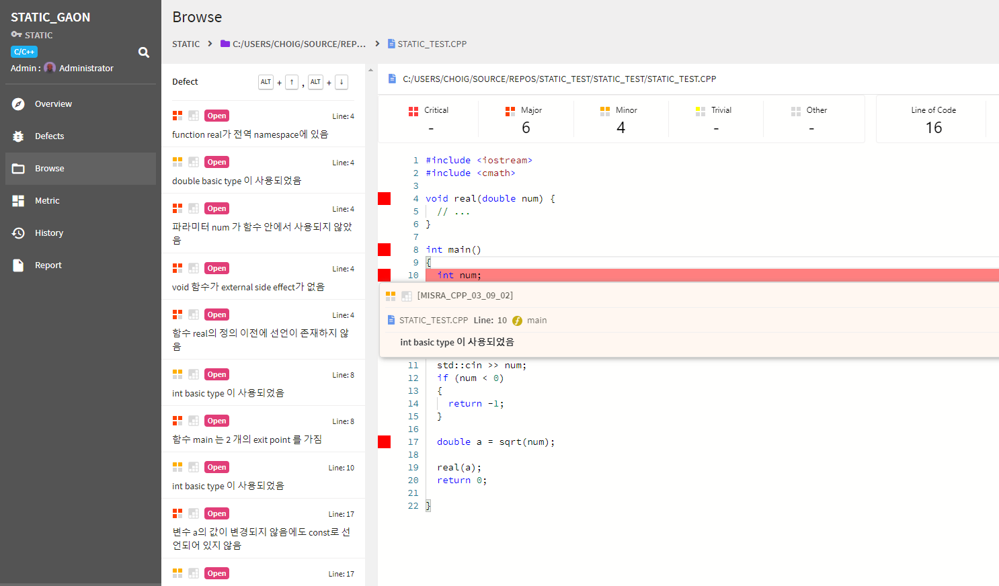 STATIC_GAON
STATIC
C/C++
Admin : Administrator
Overview
Defects
Browse
Metric
History
Report
Browse
STATIC > C:/USERS/CHOIG/SOURCE/REP... > STATIC_TEST.CPP
Defect ALT + ↑ , ALT + ↓
Open Line: 4
function real가 전역 namespace에 있음
Open Line: 4
double basic type 이 사용되었음
Open Line: 4
파라미터 num 가 함수 안에서 사용되지 않았
음
Open Line: 4
void 함수가 external side effect가 없음
Open Line: 4
함수 real의 정의 이전에 선언이 존재하지 않
음
Open Line: 8
int basic type 이 사용되었음
Open Line: 8
함수 main 는 2 개의 exit point 를 가짐
Open Line: 10
int basic type 이 사용되었음
Open Line: 17
변수 a의 값이 변경되지 않음에도 const로 선
언되어 있지 않음
Open Line: 17
C:/USERS/CHOIG/SOURCE/REPOS/STATIC_TEST/STATIC_TEST/STATIC_TEST.CPP
Critical Major Minor Trivial Other Line of Code
- 6 4 - - 16
1 #include <iostream>
2 #include <cmath>
3
4 void real(double num) {
5 // ...
6 }
7
8 int main()
9 {
10 int num;
[MISRA_CPP_03_09_02]
STATIC_TEST.CPP Line: 10 f main
int basic type 이 사용되었음
11 std::cin >> num;
12 if (num < 0)
13 {
14 return -1;
15 }
16
17 double a = sqrt(num);
18
19 real(a);
20 return 0;
21
22 }